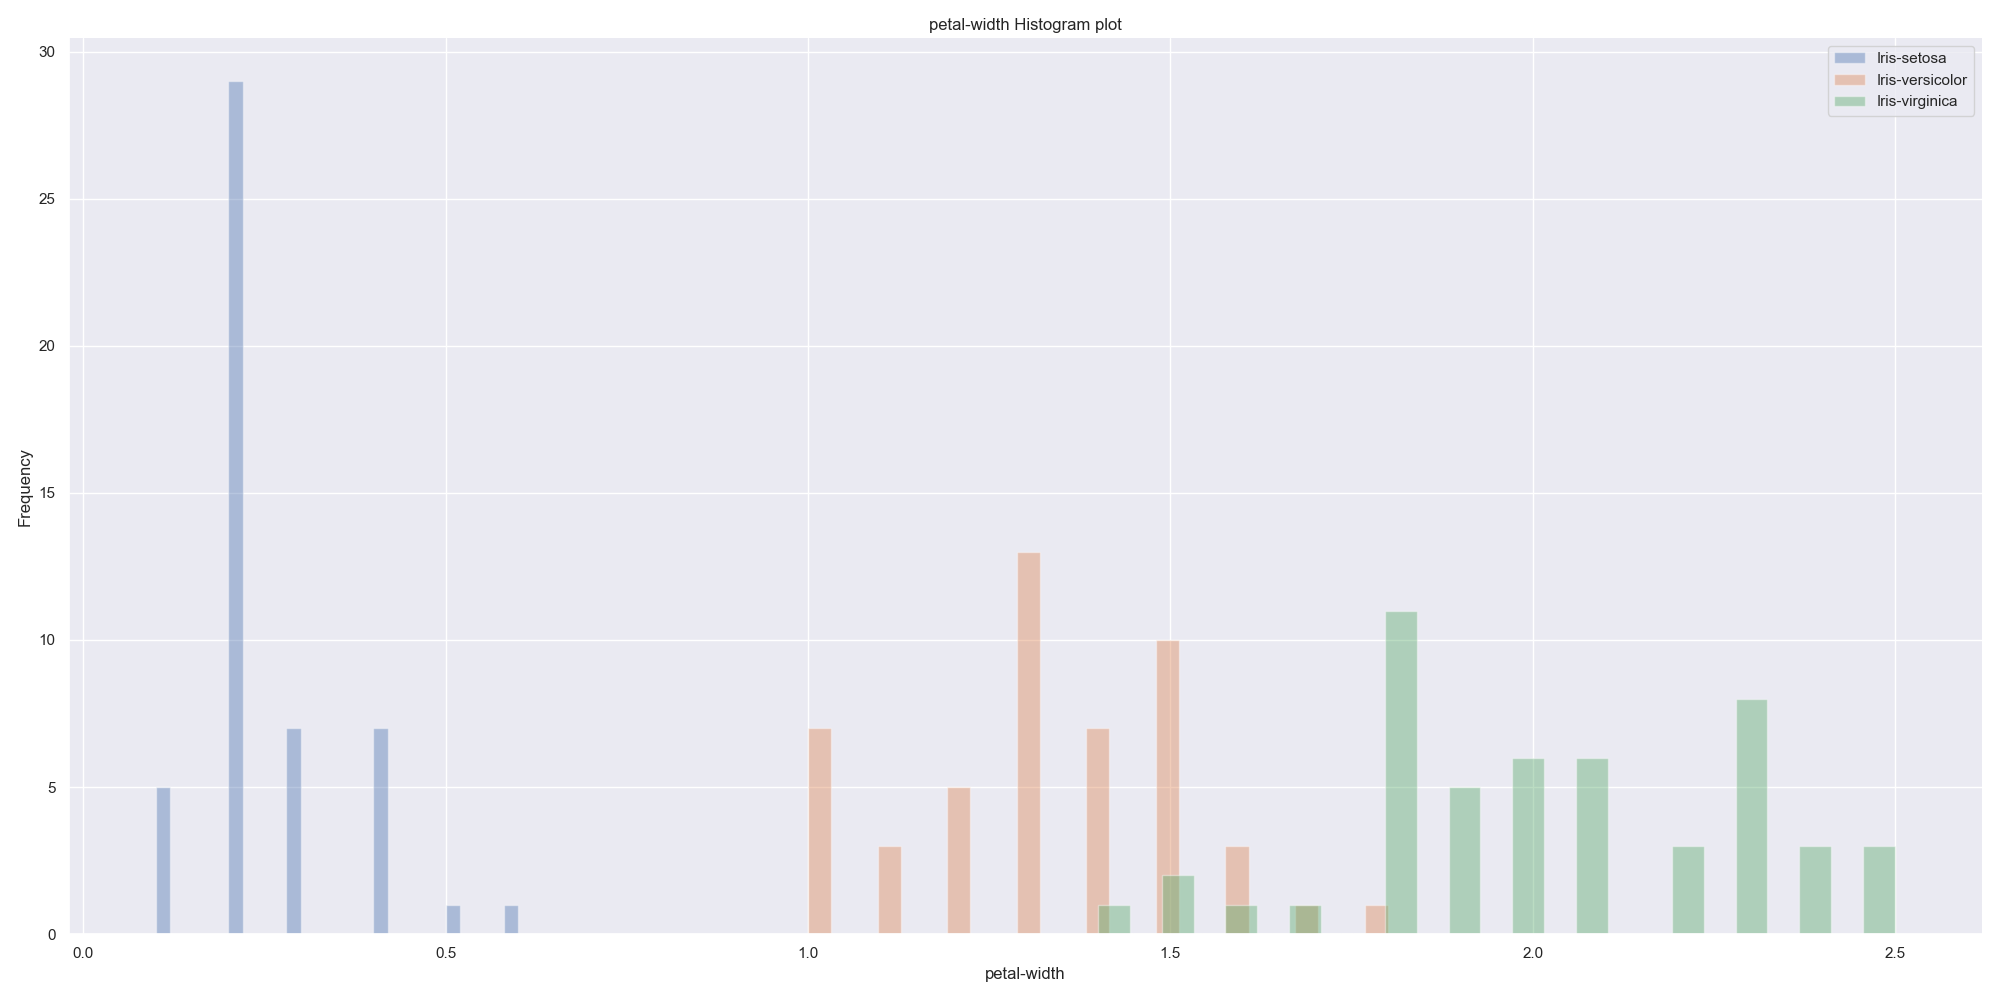 petal-width Histogram plot
Iris-setosa
Iris-versicolor
Iris-virginica
Frequency
30
25
20
15
10
5
0
0.0 0.5 1.0 1.5 2.0 2.5
petal-width